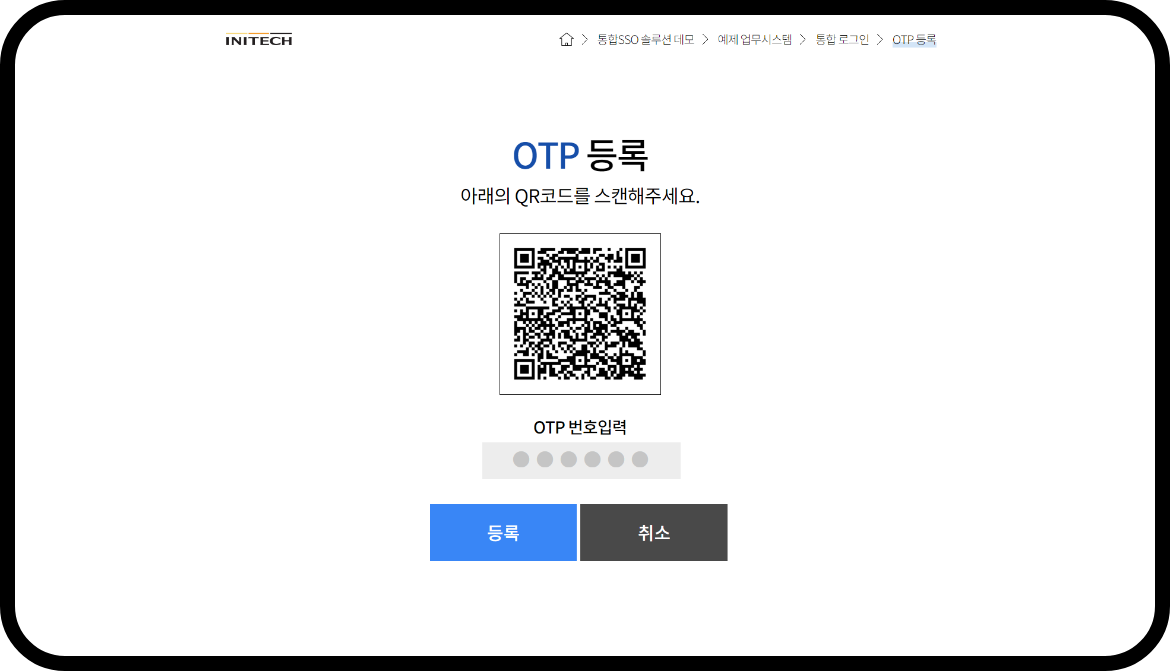 INITECH
통합SSO 솔루션 데모 > 예제 업무시스템 > 통합 로그인 > OTP 등록
OTP 등록
아래의 QR코드를 스캔해주세요.
OTP 번호입력
등록 취소